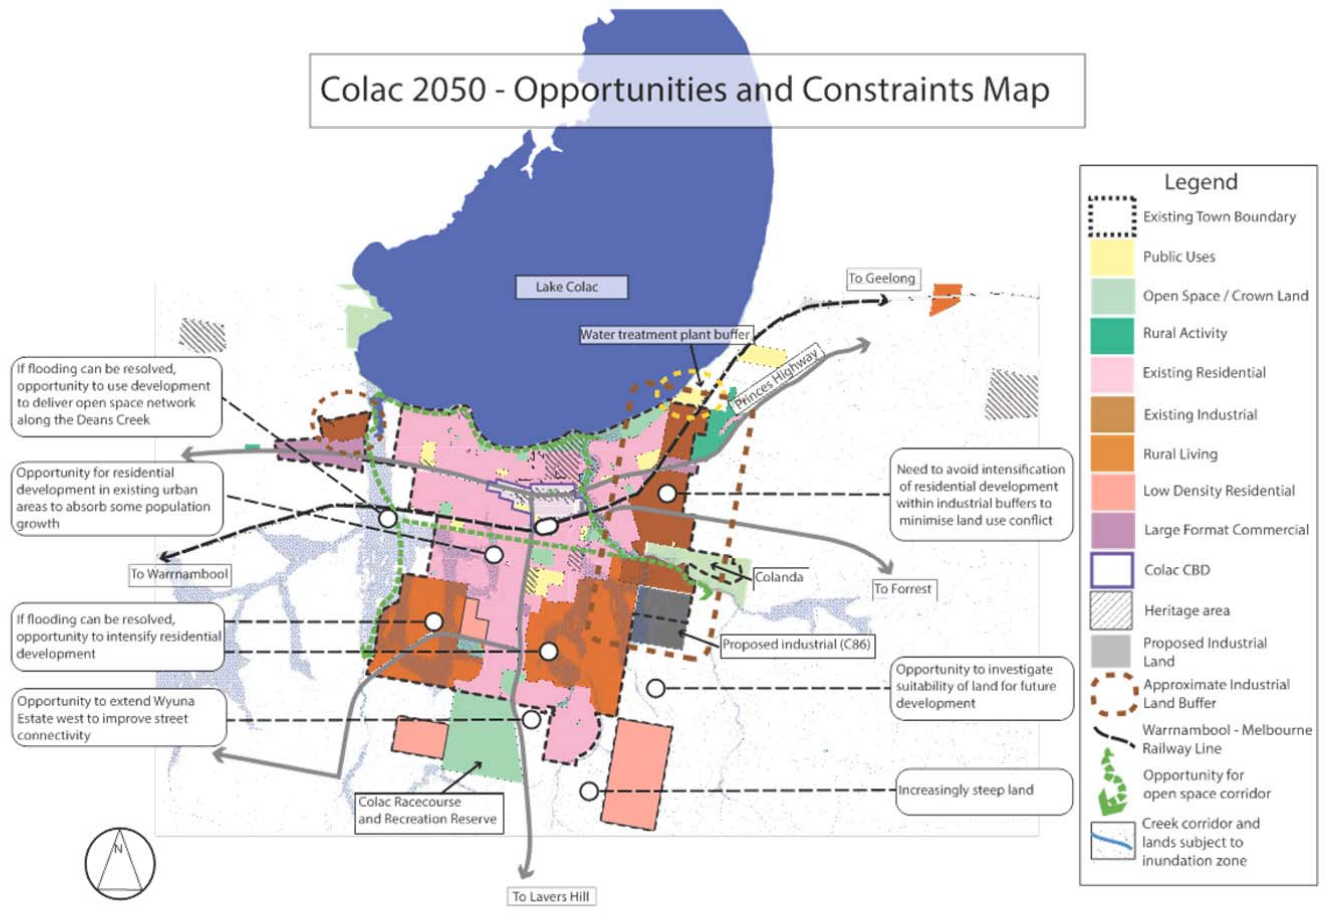 Colac 2050 - Opportunities and Constraints Map
Lake Colac
To Geelong
Water treatment plant buffer
Princes Highway
If flooding can be resolved,
opportunity to use development
to deliver open space network
along the Deans Creek
Opportunity for residential
development in existing urban
areas to absorb some population
growth
To Warrnambool
If flooding can be resolved,
opportunity to intensify residential
development
Opportunity to extend Wyuna
Estate west to improve street
connectivity
Need to avoid intensification
of residential development
within industrial buffers to
minimise land use conflict
Colanda
To Forrest
Proposed industrial (C86)
Opportunity to investigate
suitability of land for future
development
Increasingly steep land
Colac Racecourse
and Recreation Reserve
To Lavers Hill
N
Legend
Existing Town Boundary
Public Uses
Open Space / Crown Land
Rural Activity
Existing Residential
Existing Industrial
Rural Living
Low Density Residential
Large Format Commercial
Colac CBD
Heritage area
Proposed Industrial
Land
Approximate Industrial
Land Buffer
Warrnambool - Melbourne
Railway Line
Opportunity for
open space corridor
Creek corridor and
lands subject to
inundation zone